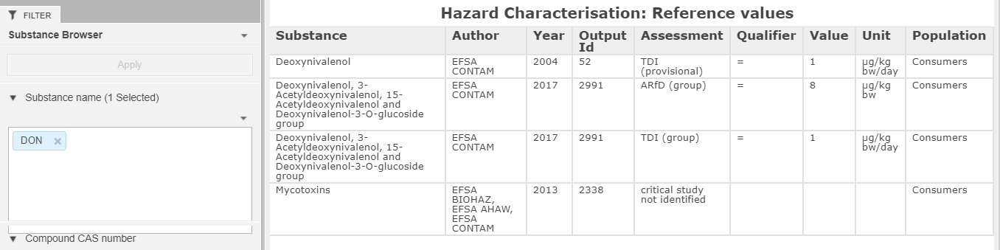 FILTER
Substance Browser
Apply
Substance name (1 Selected)
DON ×
Compound CAS number
Hazard Characterisation: Reference values
Substance Author Year Output Id Assessment Qualifier Value Unit Population
Deoxynivalenol EFSA CONTAM 2004 52 TDI (provisional) = 1 µg/kg bw/day Consumers
Deoxynivalenol, 3-Acetyldeoxynivalenol, 15-Acetyldeoxynivalenol and Deoxynivalenol-3-O-glucoside group EFSA CONTAM 2017 2991 ARfD (group) = 8 µg/kg bw Consumers
Deoxynivalenol, 3-Acetyldeoxynivalenol, 15-Acetyldeoxynivalenol and Deoxynivalenol-3-O-glucoside group EFSA CONTAM 2017 2991 TDI (group) = 1 µg/kg bw/day Consumers
Mycotoxins EFSA BIOHAZ, EFSA AHAW, EFSA CONTAM 2013 2338 critical study not identified Consumers